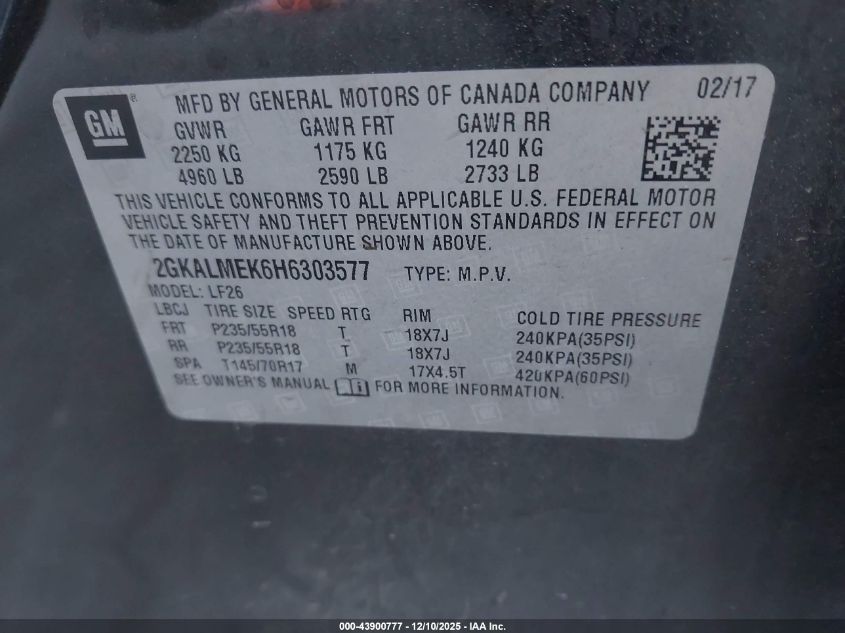 GM ®
MFD BY GENERAL MOTORS OF CANADA COMPANY 02/17
GVWR GAWR FRT GAWR RR
2250 KG 1175 KG 1240 KG
4960 LB 2590 LB 2733 LB
THIS VEHICLE CONFORMS TO ALL APPLICABLE U.S. FEDERAL MOTOR
VEHICLE SAFETY AND THEFT PREVENTION STANDARDS IN EFFECT ON
THE DATE OF MANUFACTURE SHOWN ABOVE.
2GKALMEK6H6303577 TYPE: M.P.V.
MODEL: LF26
LBCJ TIRE SIZE SPEED RTG RIM COLD TIRE PRESSURE
FRT P235/55R18 T 18X7J 240KPA(35PSI)
RR P235/55R18 T 18X7J 240KPA(35PSI)
SPA T145/70R17 M 17X4.5T 420KPA(60PSI)
SEE OWNER'S MANUAL FOR MORE INFORMATION.
000-43900777 - 12/10/2025 - IAA Inc.